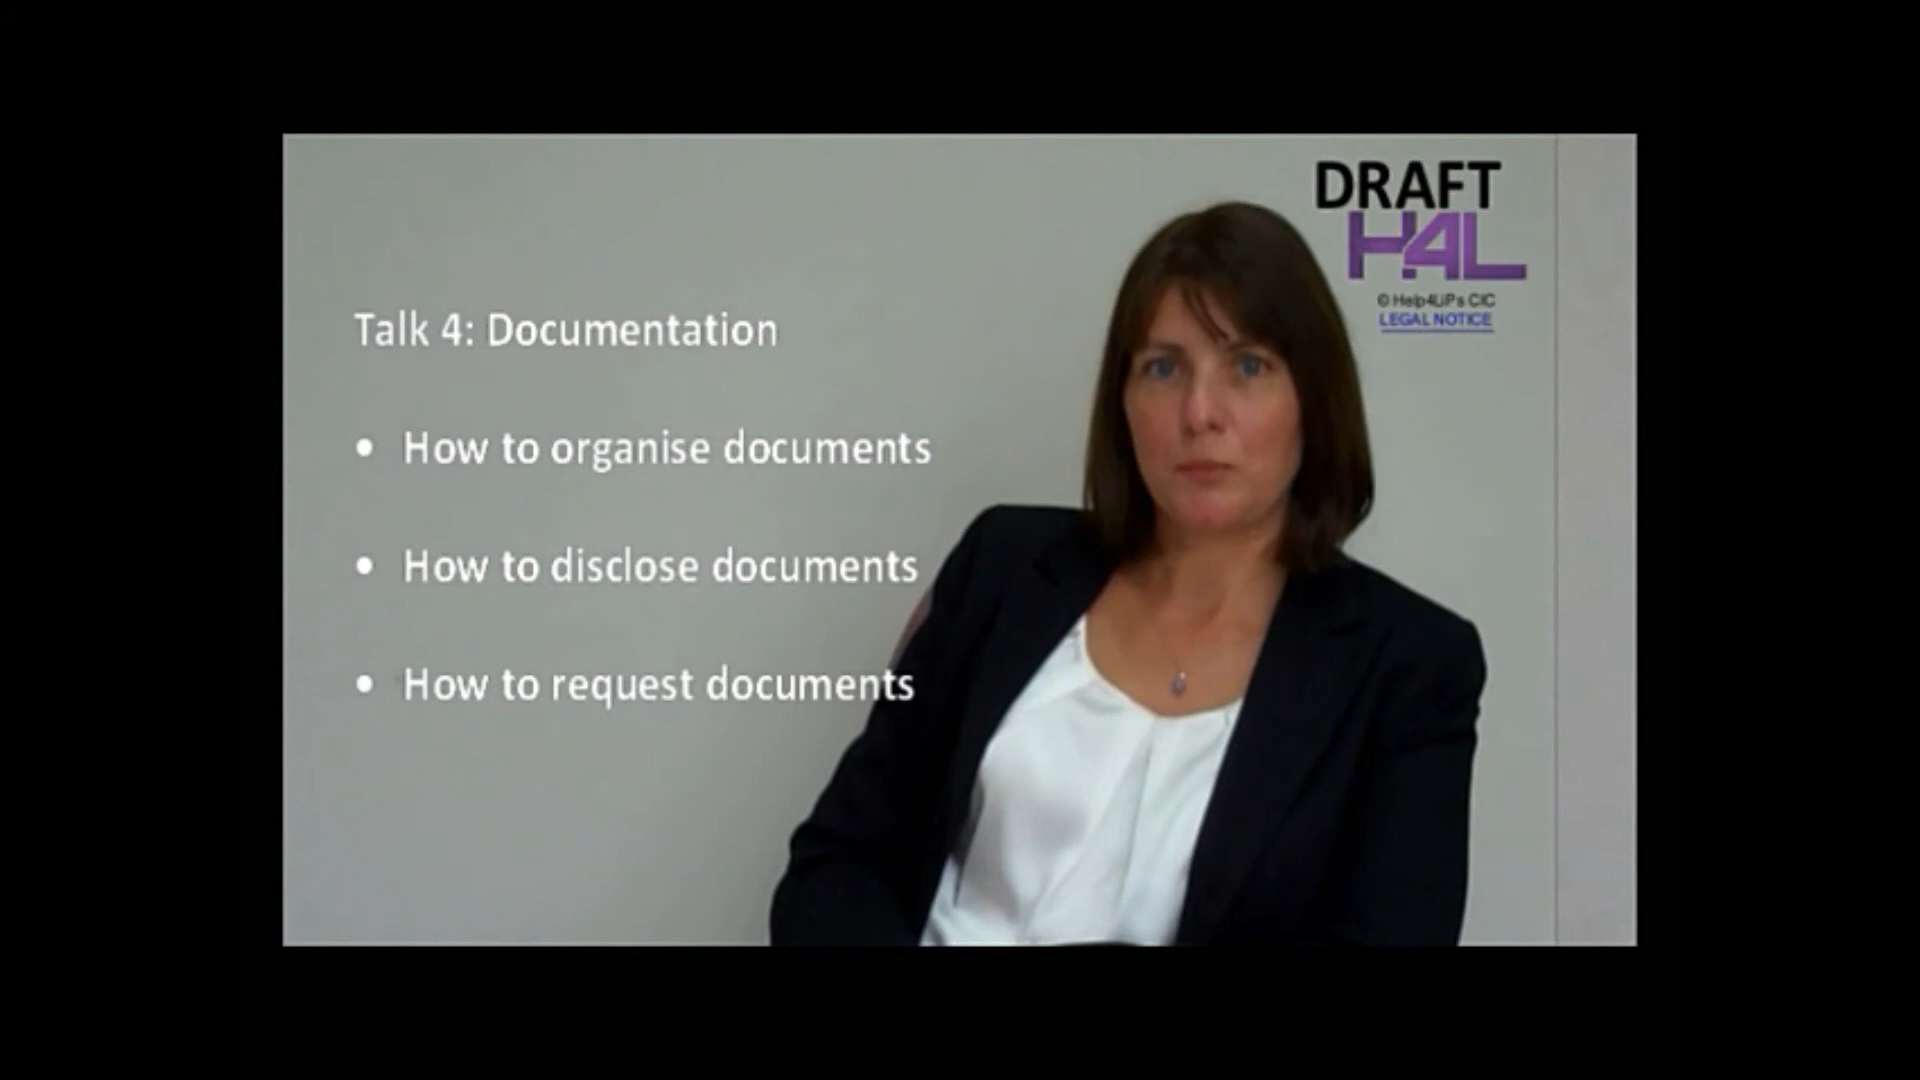 DRAFT
H4L
© Help4LiPs CIC
LEGAL NOTICE
Talk 4: Documentation
• How to organise documents
• How to disclose documents
• How to request documents